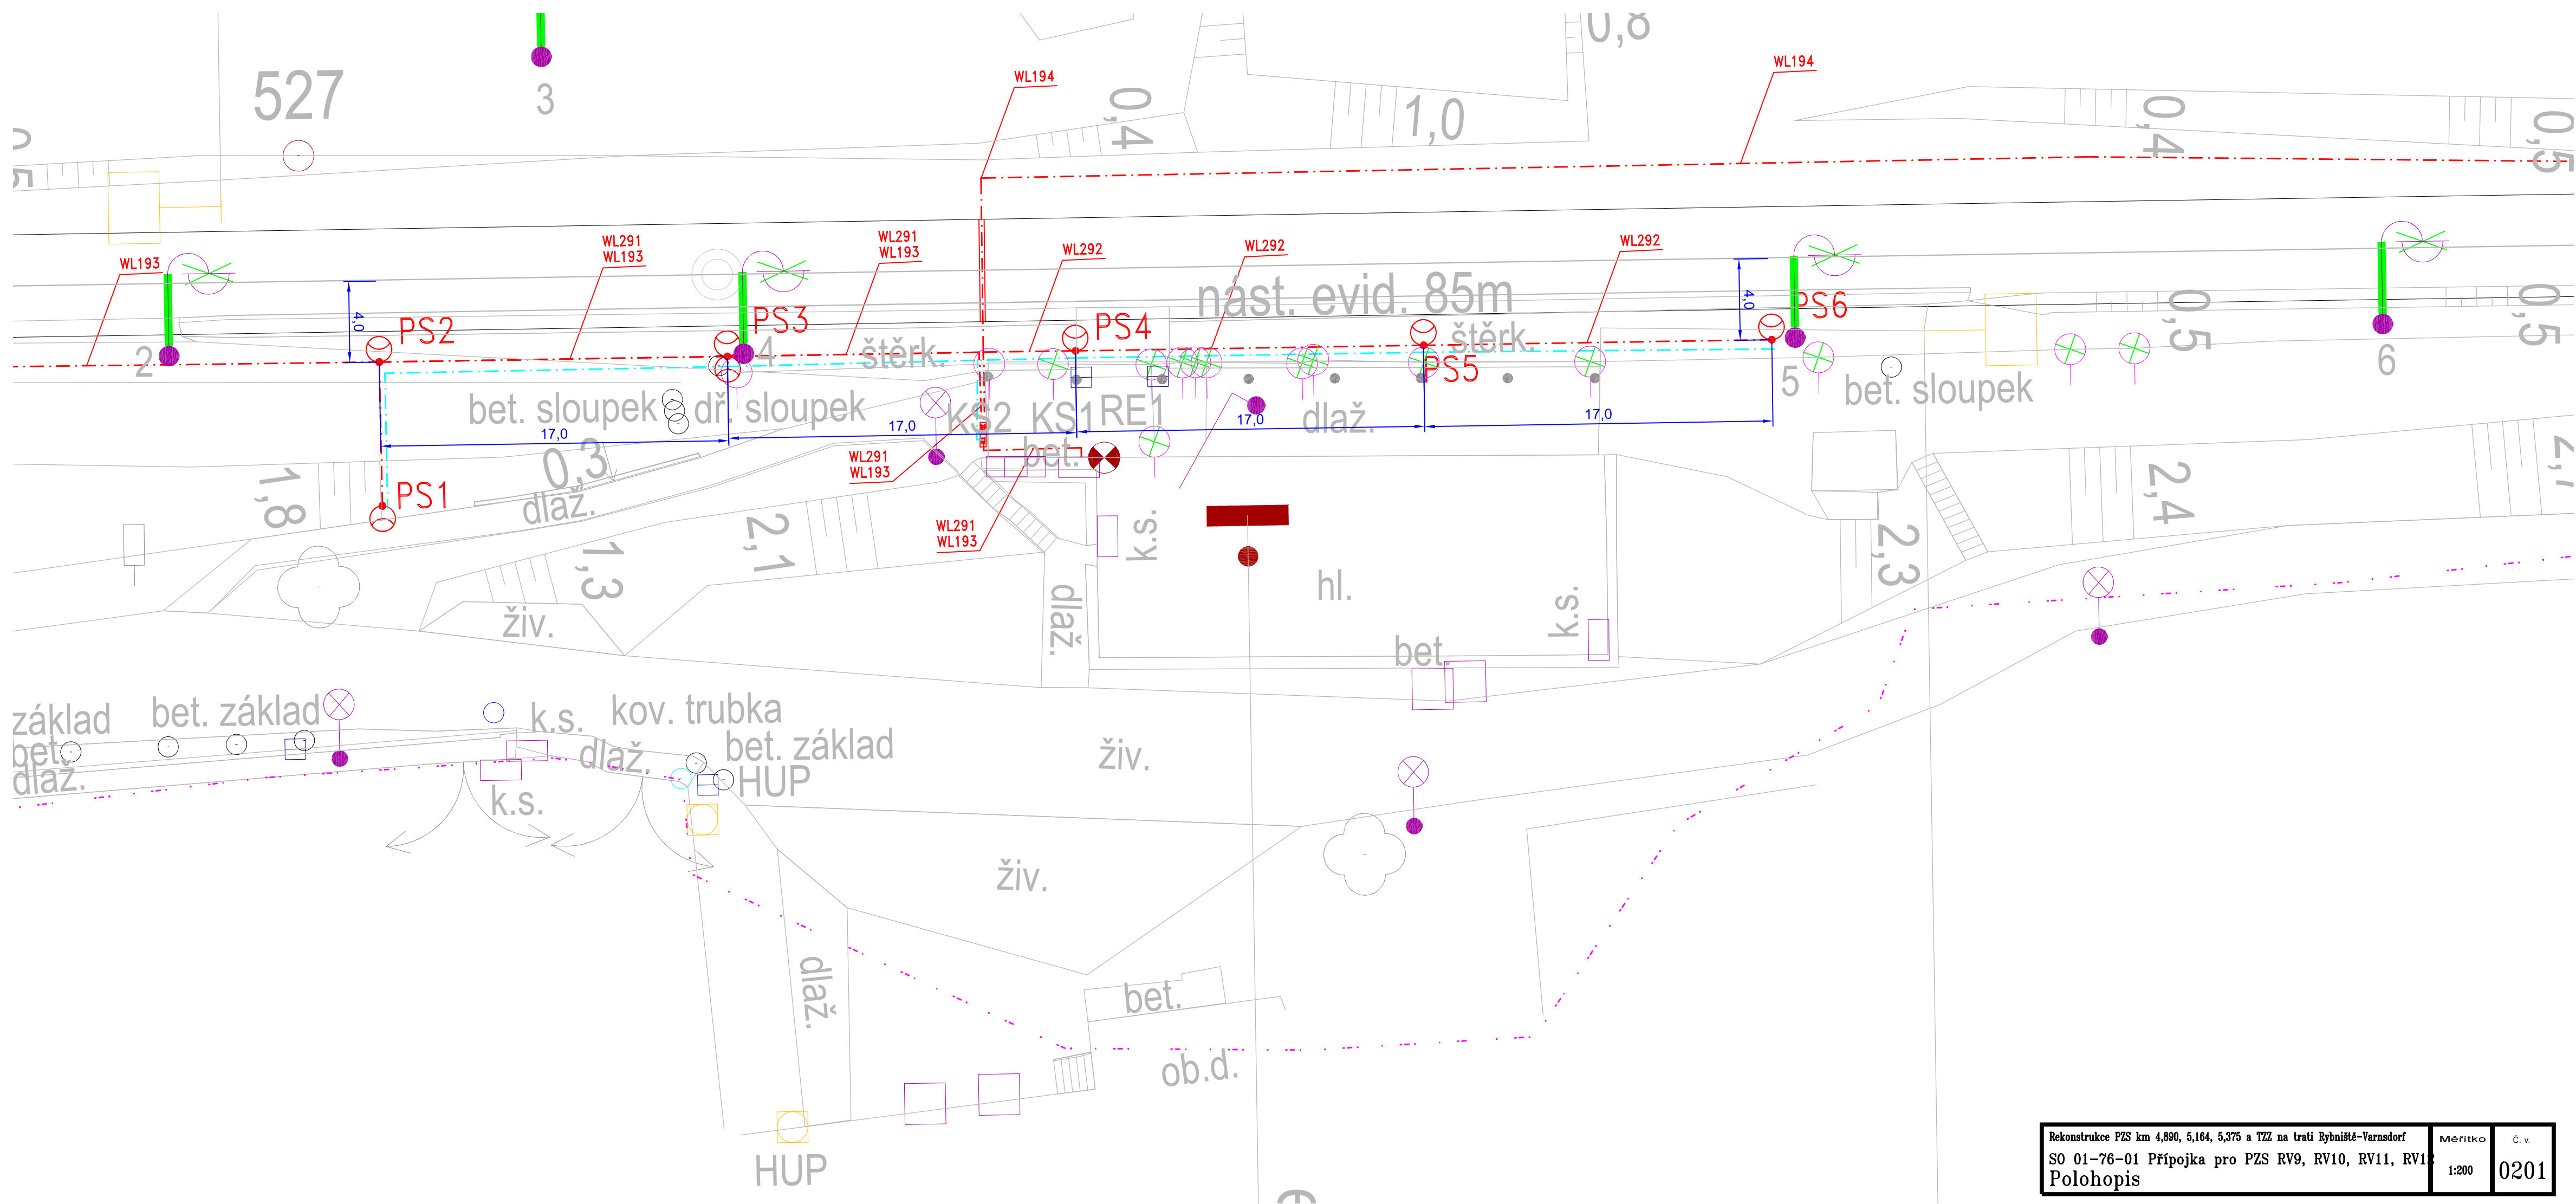 0,8
WL194
WL194
527
3
0,4
1,0
0,4
0,5
0,5
WL193
WL291
WL193
WL291
WL193
WL292
WL292
WL292
nást. evid. 85m
4,0
4,0
PS2
PS3
PS4
PS6
štěrk.
štěrk.
0,5
0,5
2
4
PS5
5
6
bet. sloupek
dř. sloupek
KS2
KS1
RE1
dlaž.
bet. sloupek
17,0
17,0
17,0
17,0
bet.
0,3
WL291
WL193
1,8
PS1
dlaž.
2,1
k.s.
2,4
2,7
WL291
WL193
1,3
2,3
hl.
živ.
dlaž.
k.s.
bet.
základ
bet. základ
k.s.
kov. trubka
bet.
dlaž.
dlaž.
bet. základ
živ.
HUP
k.s.
živ.
dlaž.
bet.
ob.d.
HUP
e
Rekonstrukce PZS km 4,890, 5,164, 5,375 a TZZ na trati Rybniště-Varnsdorf
SO 01-76-01 Přípojka pro PZS RV9, RV10, RV11, RV12
Polohopis
Měřítko
1:200
Č. v.
0201